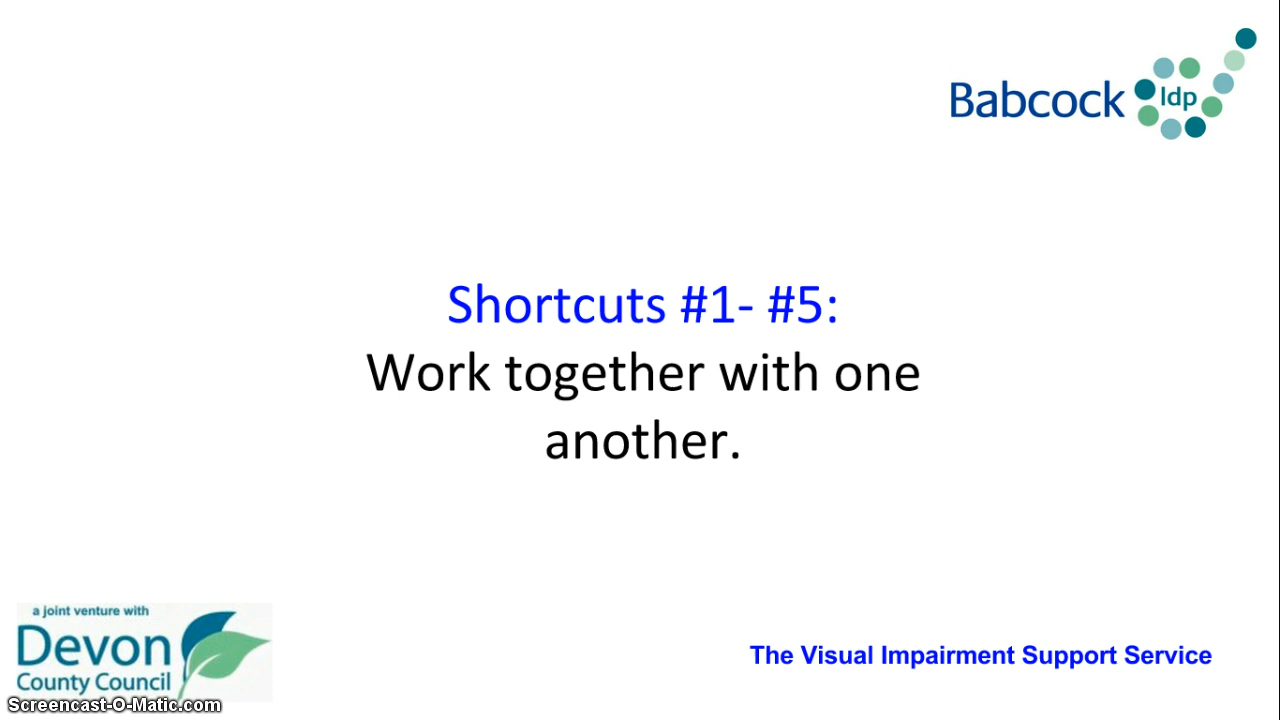 Babcock ldp
Shortcuts #1- #5:
Work together with one
another.
a joint venture with
Devon
County Council
The Visual Impairment Support Service
Screencast-O-Matic.com